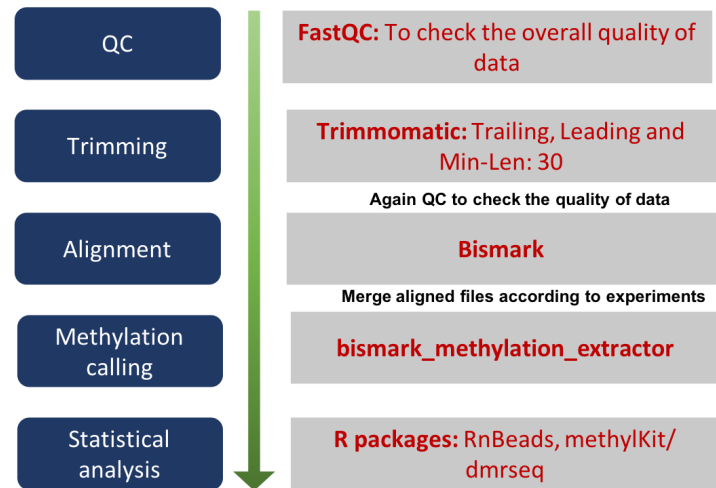 QC
FastQC: To check the overall quality of
data
Trimming
Trimmomatic: Trailing, Leading and
Min-Len: 30
Again QC to check the quality of data
Alignment
Bismark
Merge aligned files according to experiments
Methylation
calling
bismark_methylation_extractor
Statistical
analysis
R packages: RnBeads, methylKit/
dmrseq